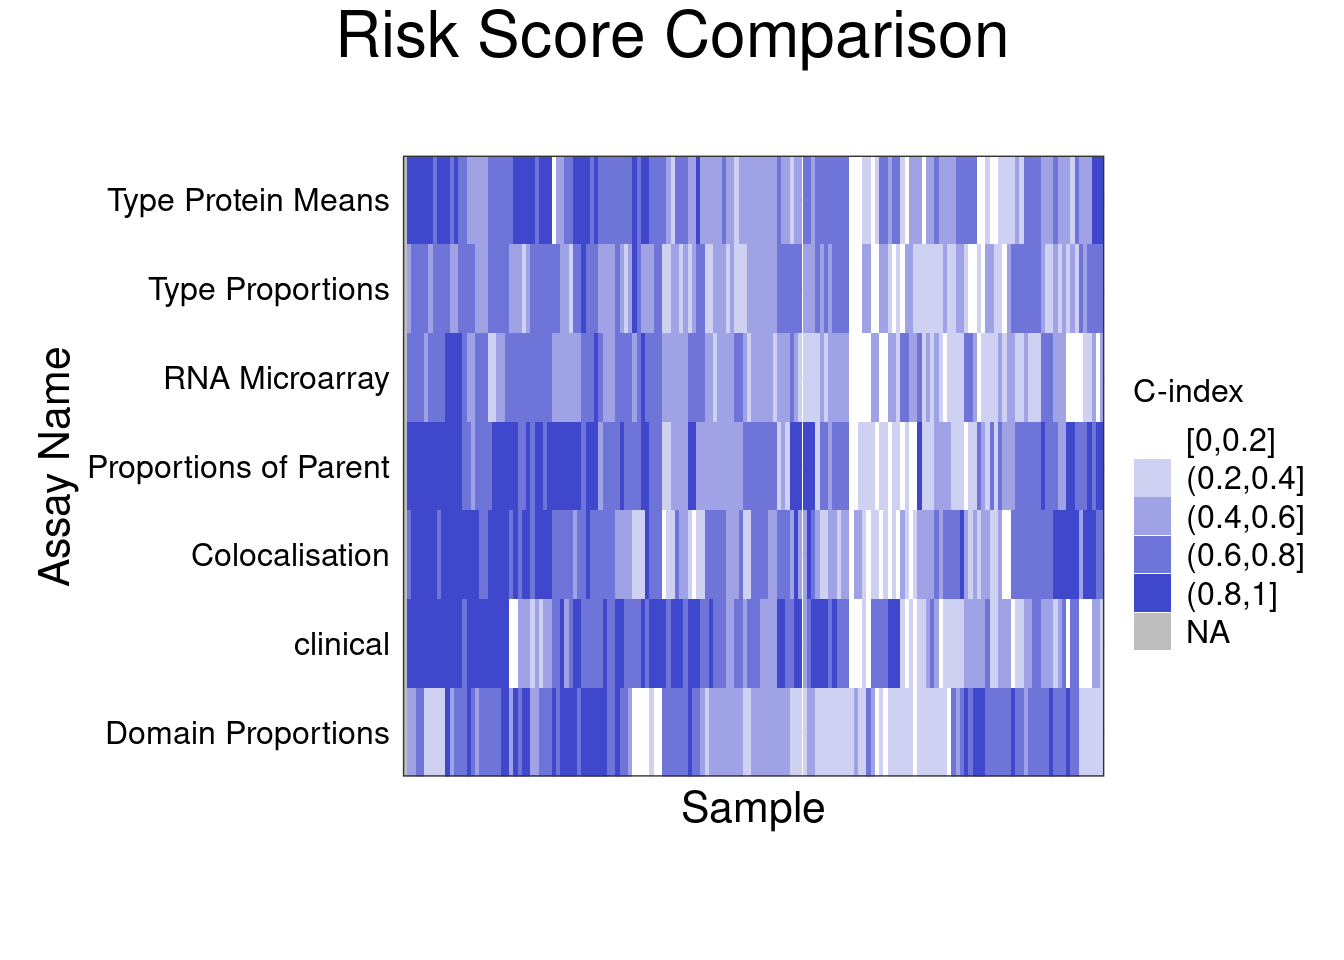 Risk Score Comparison
Type Protein Means
Type Proportions
RNA Microarray
Proportions of Parent
Colocalisation
clinical
Domain Proportions
Assay Name
Sample
C-index
[0,0.2]
(0.2,0.4]
(0.4,0.6]
(0.6,0.8]
(0.8,1]
NA